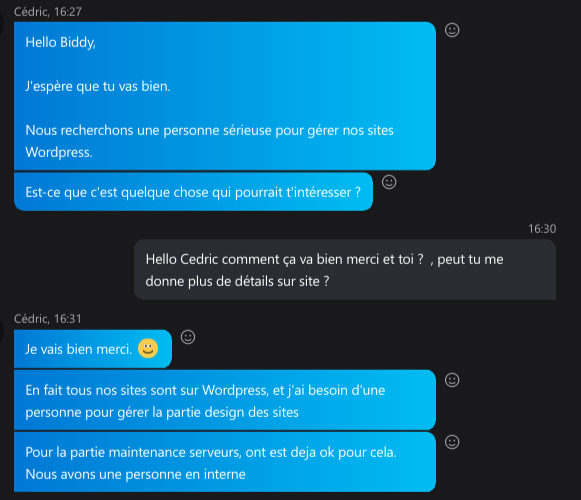 Cédric, 16:27
Hello Biddy,
J'espère que tu vas bien.
Nous recherchons une personne sérieuse pour gérer nos sites
Wordpress.
Est-ce que c'est quelque chose qui pourrait t'intéresser ?
16:30
Hello Cedric comment ça va bien merci et toi ? , peut tu me
donne plus de détails sur site ?
Cédric, 16:31
Je vais bien merci. 🙂
En fait tous nos sites sont sur Wordpress, et j'ai besoin d'une
personne pour gérer la partie design des sites
Pour la partie maintenance serveurs, ont est deja ok pour cela.
Nous avons une personne en interne